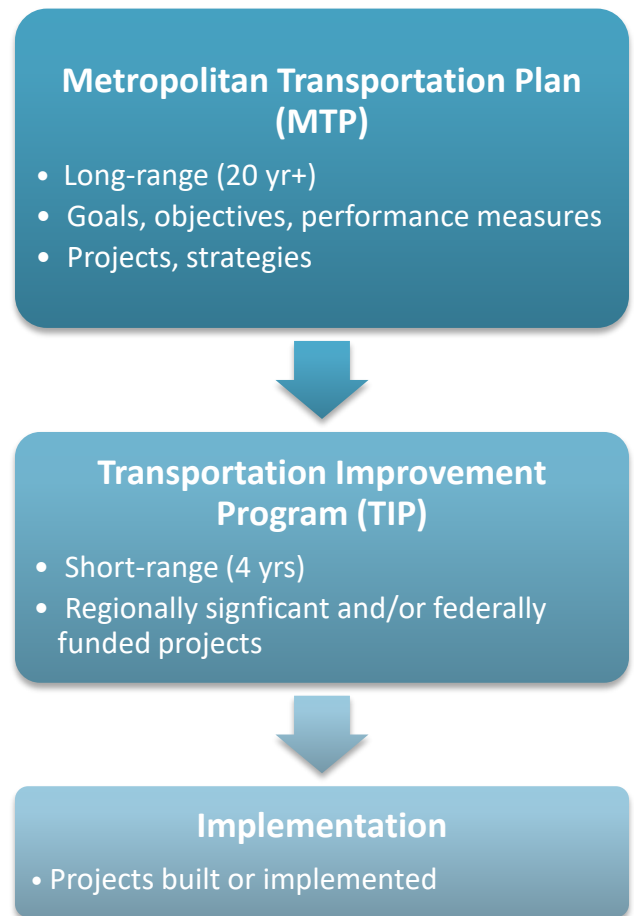 Metropolitan Transportation Plan
(MTP)
• Long-range (20 yr+)
• Goals, objectives, performance measures
• Projects, strategies
Transportation Improvement
Program (TIP)
• Short-range (4 yrs)
• Regionally signficant and/or federally
funded projects
Implementation
• Projects built or implemented